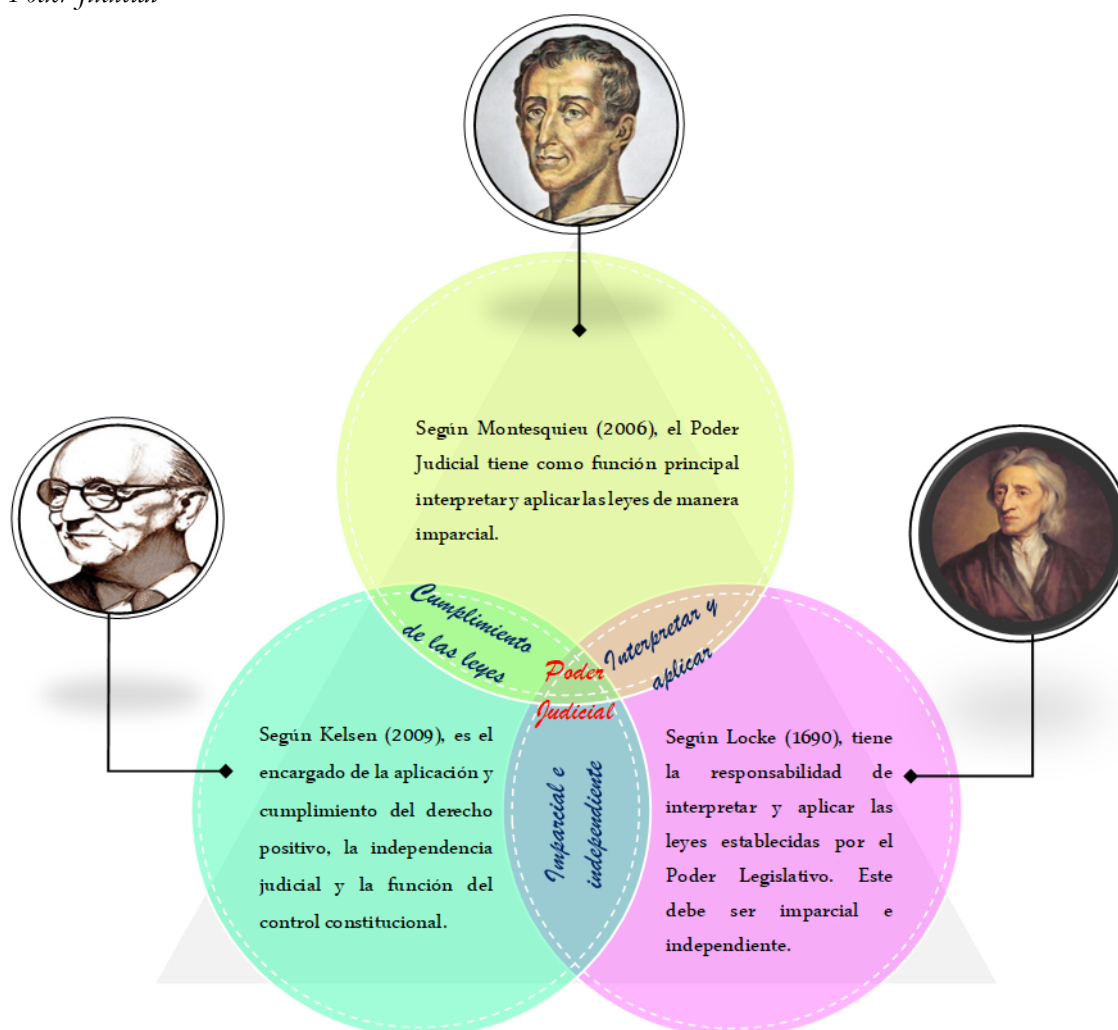 Poder Judicial
Según Montesquieu (2006), el Poder
Judicial tiene como función principal
interpretar y aplicar las leyes de manera
imparcial.
Cumplimiento
de las leyes
Interpretar y
aplicar
Poder
Judicial
Según Kelsen (2009), es el
encargado de la aplicación y
cumplimiento del derecho
positivo, la independencia
judicial y la función del
control constitucional.
Imparcial e
independiente
Según Locke (1690), tiene
la responsabilidad de
interpretar y aplicar las
leyes establecidas por el
Poder Legislativo. Este
debe ser imparcial e
independiente.